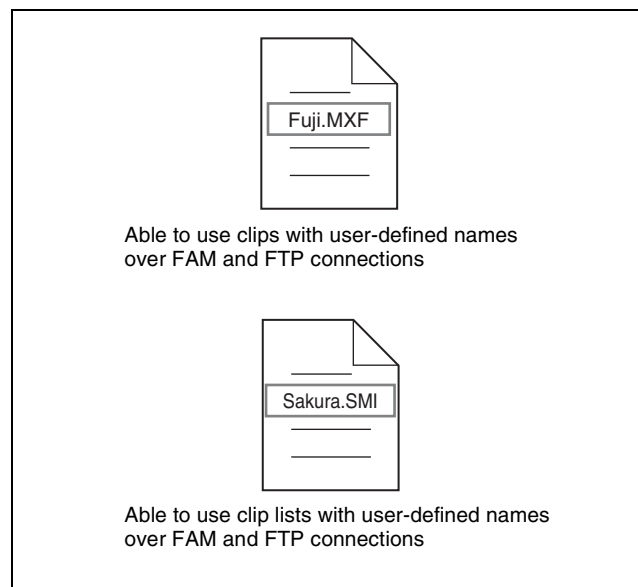 Fuji.MXF
Able to use clips with user-defined names
over FAM and FTP connections
Sakura.SMI
Able to use clip lists with user-defined names
over FAM and FTP connections